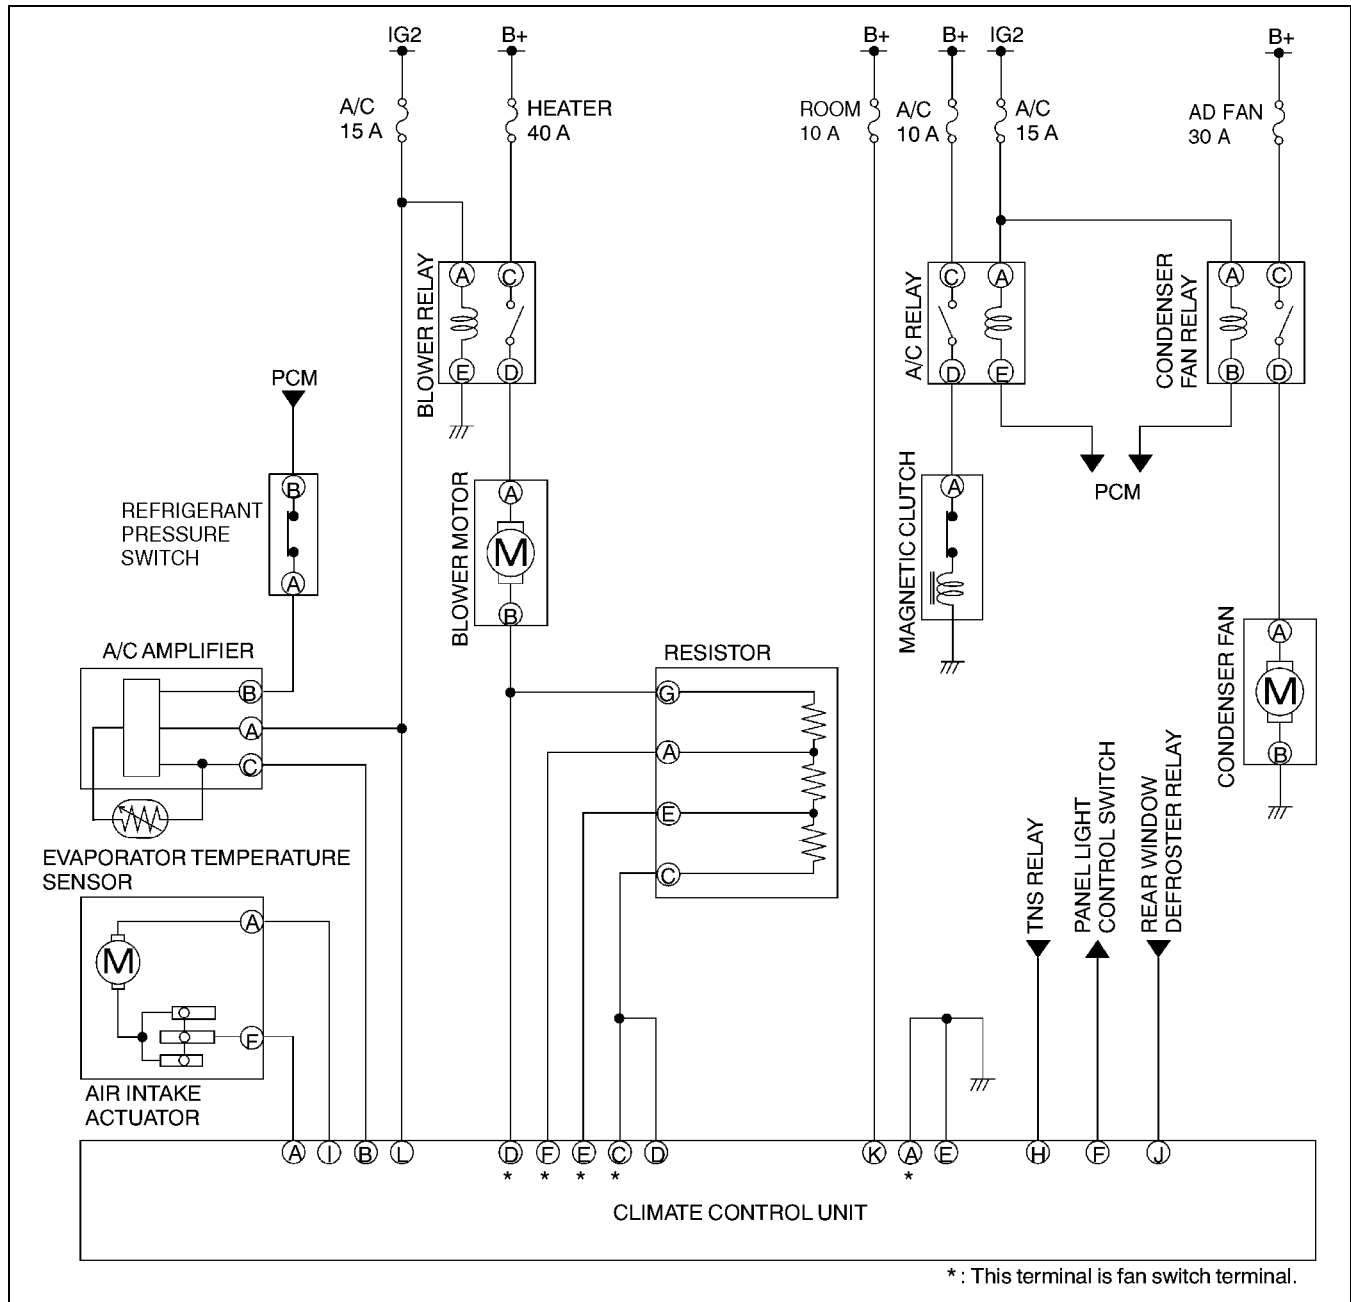 IG2
B+
B+
B+
IG2
B+
A/C
15 A
HEATER
40 A
ROOM
10 A
A/C
10 A
A/C
15 A
AD FAN
30 A
BLOWER RELAY
A
C
E
D
A/C RELAY
C
A
D
E
CONDENSER
FAN RELAY
A
C
B
D
PCM
PCM
REFRIGERANT
PRESSURE
SWITCH
B
A
BLOWER MOTOR
A
M
B
MAGNETIC CLUTCH
A
CONDENSER FAN
A
M
B
A/C AMPLIFIER
B
A
C
EVAPORATOR TEMPERATURE
SENSOR
RESISTOR
G
A
E
C
A
M
F
AIR INTAKE
ACTUATOR
TNS RELAY
PANEL LIGHT
CONTROL SWITCH
REAR WINDOW
DEFROSTER RELAY
A
I
B
L
D
F
E
C
D
K
A
E
H
F
J
* * * * *
CLIMATE CONTROL UNIT
* : This terminal is fan switch terminal.